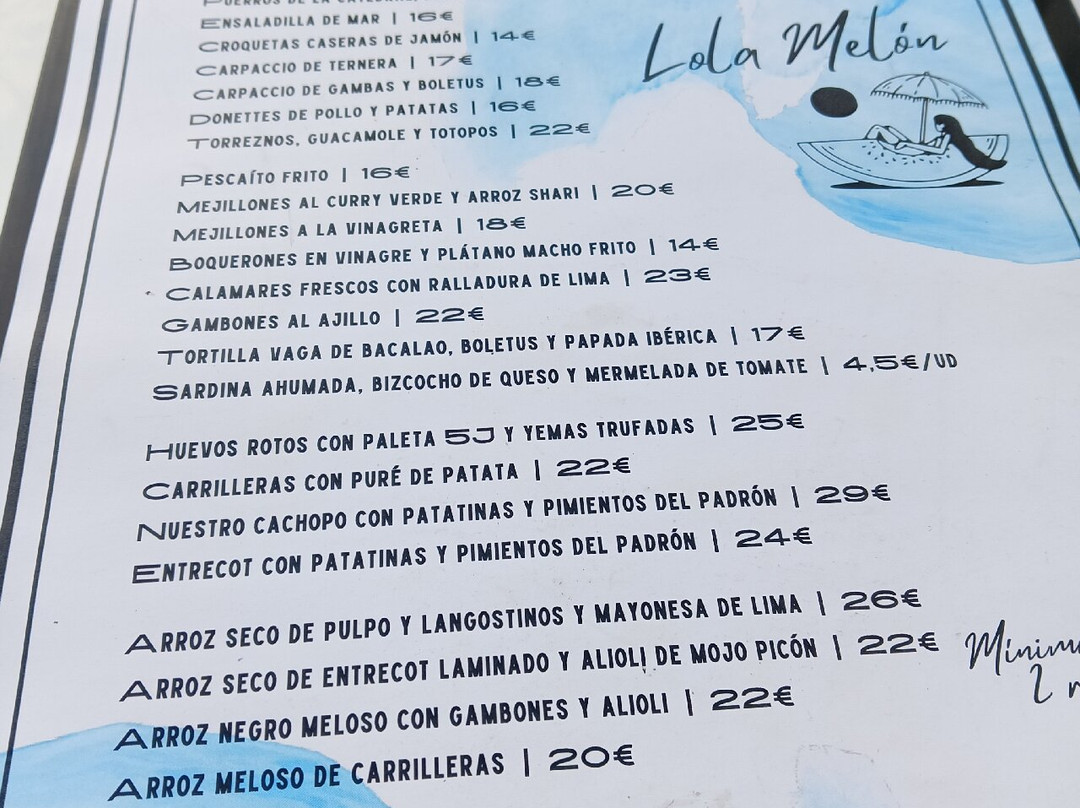 Lola Melón
Ensaladilla de mar | 16€
Croquetas caseras de jamón | 14€
Carpaccio de ternera | 17€
Carpaccio de gambas y boletus | 18€
Donettes de pollo y patatas | 16€
Torreznos, guacamole y totopos | 22€
Pescaíto frito | 16€
Mejillones al curry verde y arroz shari | 20€
Mejillones a la vinagreta | 18€
Boquerones en vinagre y plátano macho frito | 14€
Calamares frescos con ralladura de lima | 23€
Gambones al ajillo | 22€
Tortilla vaga de bacalao, boletus y papada ibérica | 17€
Sardina ahumada, bizcocho de queso y mermelada de tomate | 4,5€/ud
Huevos rotos con paleta 5J y yemas trufadas | 25€
Carrilleras con puré de patata | 22€
Nuestro cachopo con patatinas y pimientos del padrón | 29€
Entrecot con patatinas y pimientos del padrón | 24€
Arroz seco de pulpo y langostinos y mayonesa de lima | 26€
Arroz seco de entrecot laminado y alioli de mojo picón | 22€
Arroz negro meloso con gambones y alioli | 22€
Arroz meloso de carrilleras | 20€
2